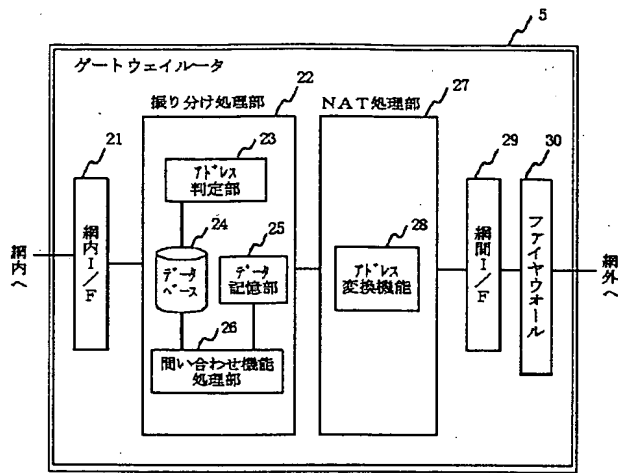 5
ゲートウェイルータ
22
振り分け処理部
27
NAT処理部
21
網内I/F
23
アドレス
判定部
24
データ
ベース
25
データ
記憶部
26
問い合わせ機能
処理部
28
アドレス
変換機能
29
網間I/F
30
ファイヤウオール
網内へ
網外へ